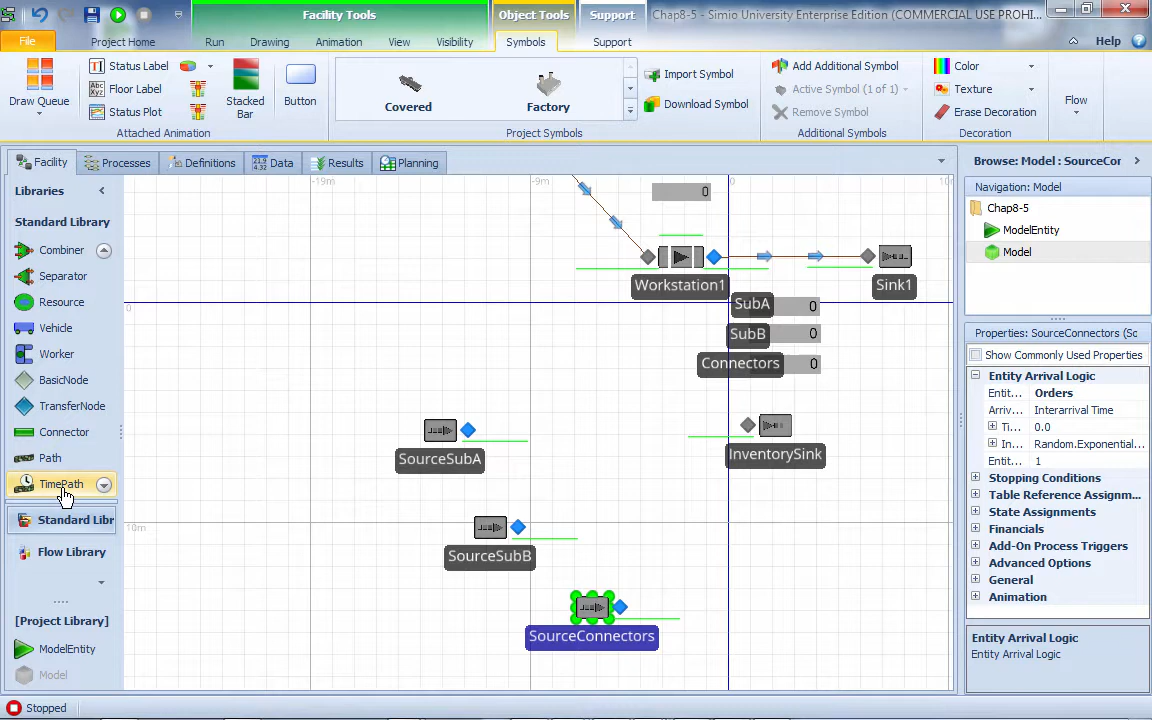 Facility Tools
Object Tools
Support
Chap8-5 - Simio University Enterprise Edition (COMMERCIAL USE PROHI...
File
Project Home
Run
Drawing
Animation
View
Visibility
Symbols
Support
Help
Draw Queue
Status Label
Floor Label
Status Plot
Stacked Bar
Button
Attached Animation
Covered
Factory
Import Symbol
Download Symbol
Project Symbols
Add Additional Symbol
Active Symbol (1 of 1)
Remove Symbol
Additional Symbols
Color
Texture
Erase Decoration
Decoration
Flow
Facility
Processes
Definitions
Data
Results
Planning
Browse: Model : SourceCor
Libraries
Standard Library
Combiner
Separator
Resource
Vehicle
Worker
BasicNode
TransferNode
Connector
Path
TimePath
Standard Libr
Flow Library
[Project Library]
ModelEntity
Model
-19m
-9m
0
10m
0
10m
0
Workstation1
Sink1
SubA 0
SubB 0
Connectors 0
SourceSubA
InventorySink
SourceSubB
SourceConnectors
Navigation: Model
Chap8-5
ModelEntity
Model
Properties: SourceConnectors (Sc
Show Commonly Used Properties
Entity Arrival Logic
Entit... Orders
Arriv... Interarrival Time
Ti... 0.0
In... Random.Exponential...
Entit... 1
Stopping Conditions
Table Reference Assignm...
State Assignments
Financials
Add-On Process Triggers
Advanced Options
General
Animation
Entity Arrival Logic
Entity Arrival Logic
Stopped